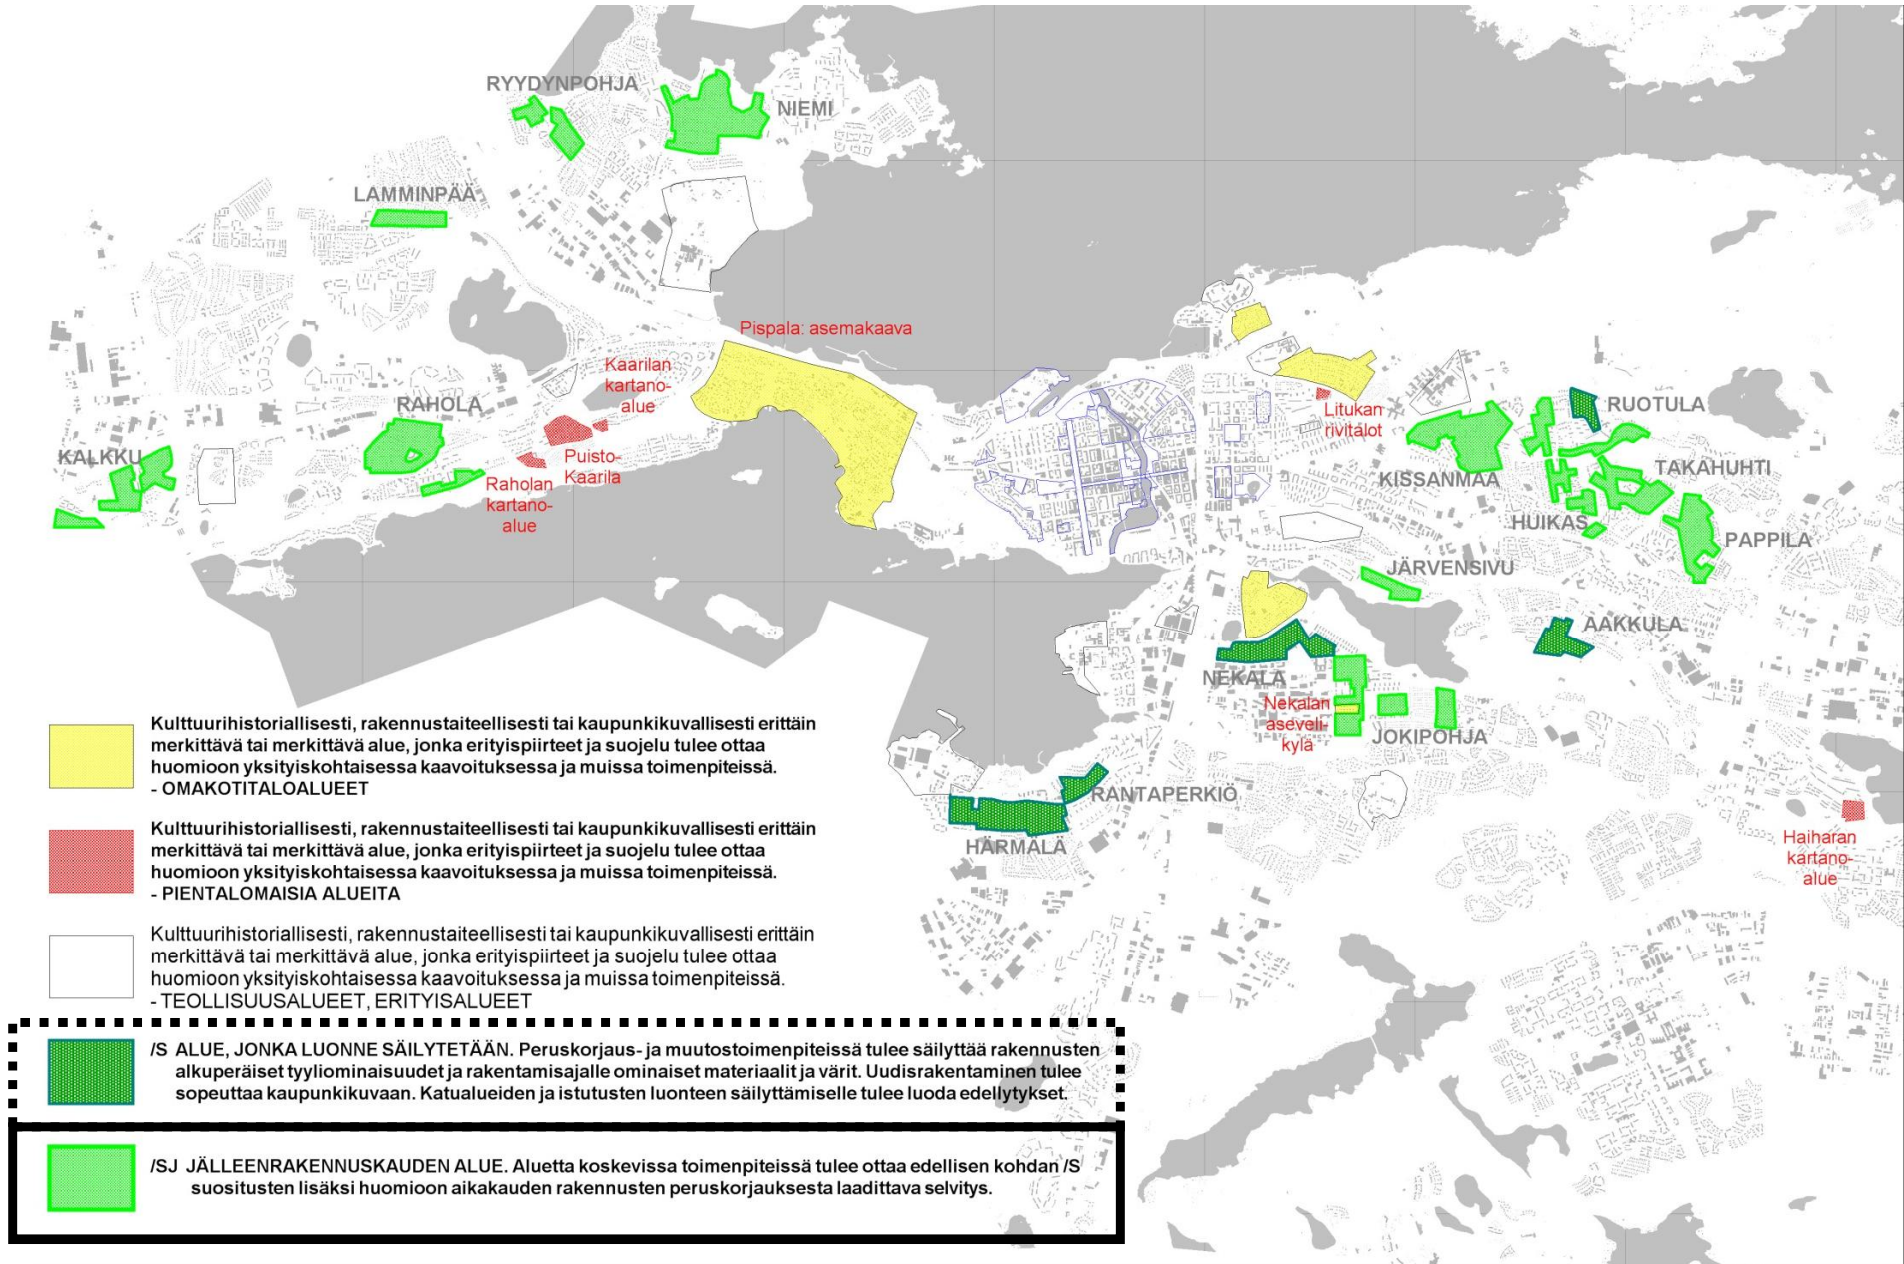 RYYDYNPOHJA
NIEMI
LAMMINPÄÄ
Pispala: asemakaava
Kaarilan
kartano-
alue
RAHOLA
KALKKU
Puisto-
Kaarila
Raholan
kartano-
alue
Litukan
rivitalot
RUOTULA
KISSANMAA
TAKAHUHTI
HUIKAS
PAPPILA
JÄRVENSIVU
AAKKULA
NEKALA
Nekalan
aseveli-
kylä
JOKIPOHJA
RANTAPERKIÖ
HÄRMÄLÄ
Haiharan
kartano-
alue
Kulttuurihistoriallisesti, rakennustaiteellisesti tai kaupunkikuvallisesti erittäin
merkittävä tai merkittävä alue, jonka erityispiirteet ja suojelu tulee ottaa
huomioon yksityiskohtaisessa kaavoituksessa ja muissa toimenpiteissä.
- OMAKOTITALOALUEET
Kulttuurihistoriallisesti, rakennustaiteellisesti tai kaupunkikuvallisesti erittäin
merkittävä tai merkittävä alue, jonka erityispiirteet ja suojelu tulee ottaa
huomioon yksityiskohtaisessa kaavoituksessa ja muissa toimenpiteissä.
- PIENTALOMAISIA ALUEITA
Kulttuurihistoriallisesti, rakennustaiteellisesti tai kaupunkikuvallisesti erittäin
merkittävä tai merkittävä alue, jonka erityispiirteet ja suojelu tulee ottaa
huomioon yksityiskohtaisessa kaavoituksessa ja muissa toimenpiteissä.
- TEOLLISUUSALUEET, ERITYISALUEET
/S ALUE, JONKA LUONNE SÄILYTETÄÄN. Peruskorjaus- ja muutostoimenpiteissä tulee säilyttää rakennusten
alkuperäiset tyyliominaisuudet ja rakentamisajalle ominaiset materiaalit ja värit. Uudisrakentaminen tulee
sopeuttaa kaupunkikuvaan. Katualueiden ja istutusten luonteen säilyttämiselle tulee luoda edellytykset.
/SJ JÄLLEENRAKENNUSKAUDEN ALUE. Aluetta koskevissa toimenpiteissä tulee ottaa edellisen kohdan /S
suositusten lisäksi huomioon aikakauden rakennusten peruskorjauksesta laadittava selvitys.